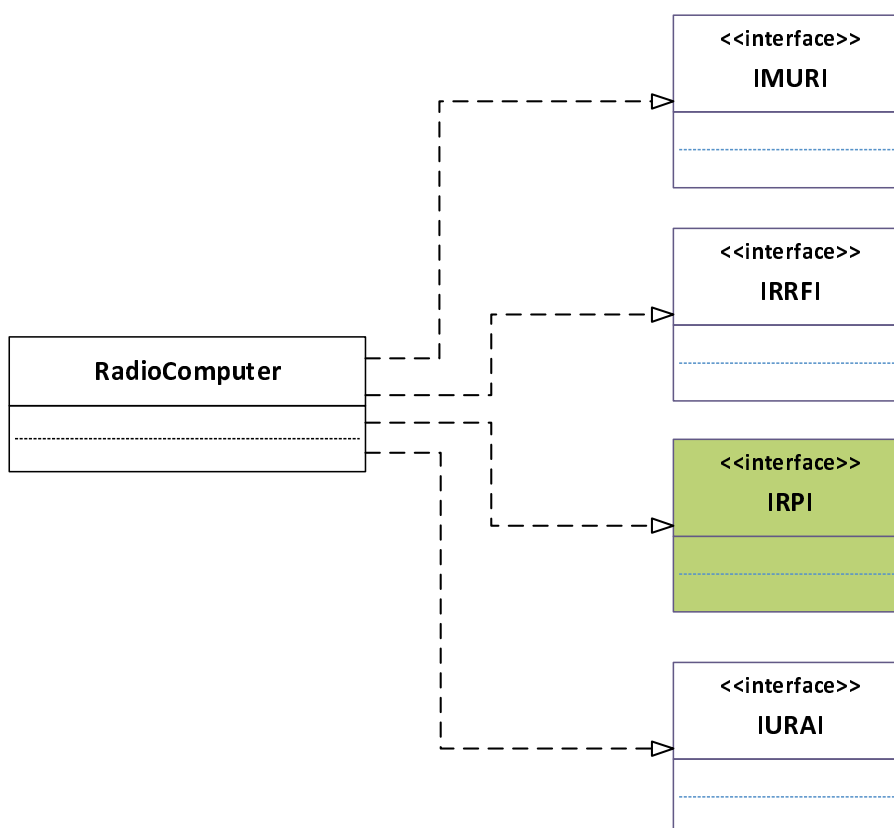 <<interface>>
IMURI
<<interface>>
IRRFI
RadioComputer
<<interface>>
IRPI
<<interface>>
IURAI